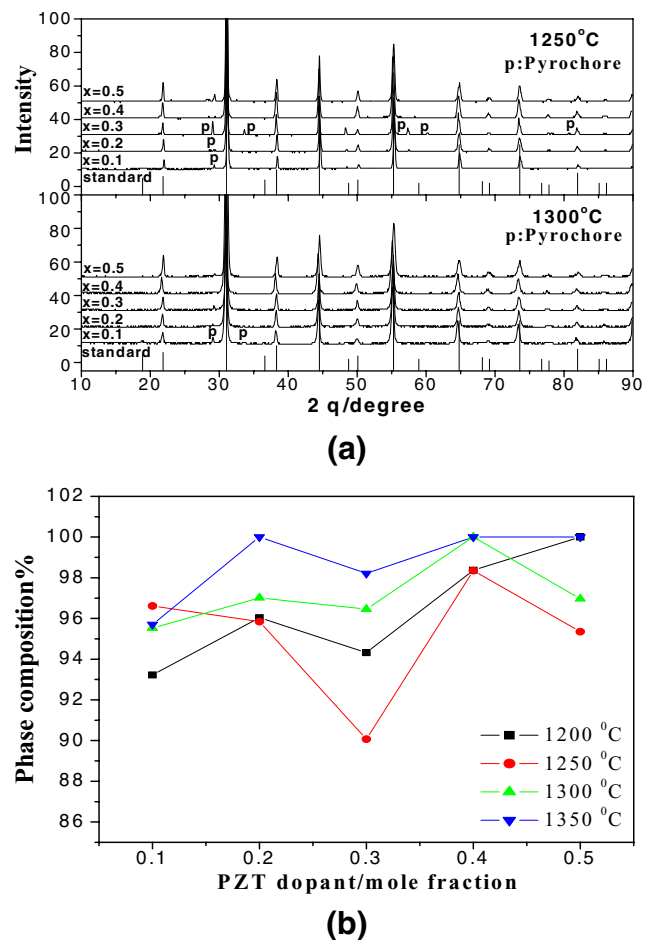 100
1250°C
p:Pyrochore
80
60
x=0.5
x=0.4
40
x=0.3 p p p p p
x=0.2 p
20
x=0.1 p
standard
0
Intensity
100
1300°C
p:Pyrochore
80
60
x=0.5
x=0.4
40
x=0.3
x=0.2
20
x=0.1 p p
standard
0
10 20 30 40 50 60 70 80 90
2 q/degree
(a)
102
100
98
96
94
92
90
88
86
Phase composition%
1200 ⁰C
1250 ⁰C
1300 ⁰C
1350 ⁰C
0.1 0.2 0.3 0.4 0.5
PZT dopant/mole fraction
(b)